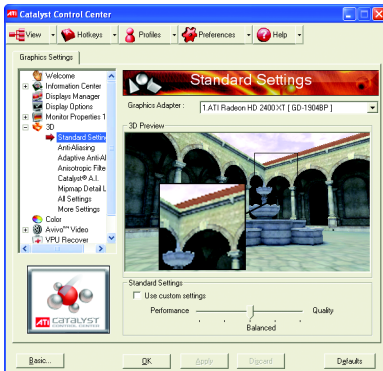 ATI Catalyst Control Center
View
Hotkeys
Profiles
Preferences
Help
Graphics Settings
Welcome
Information Center
Displays Manager
Display Options
Monitor Properties 1
3D
Standard Settin
Anti-Aliasing
Adaptive Anti-Al
Anisotropic Filte
Catalyst® A.I.
Mipmap Detail L
All Settings
More Settings
Color
Avivo™ Video
VPU Recover
ATI CATALYST
CONTROL CENTER
Standard Settings
Graphics Adapter :
1.ATI Radeon HD 2400 XT [ GD-1904BP ]
3D Preview
Standard Settings
Use custom settings
Performance
Quality
Balanced
Basic...
OK
Apply
Discard
Defaults